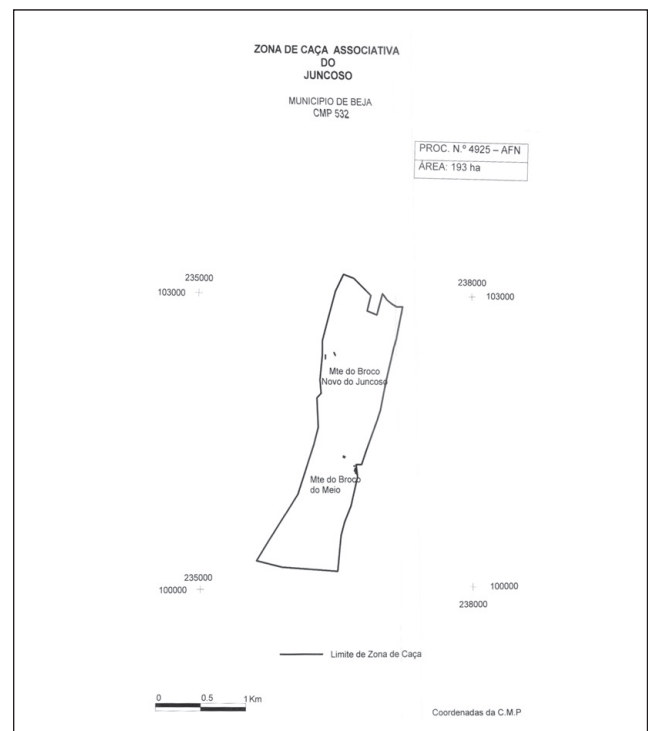 ZONA DE CAÇA ASSOCIATIVA
DO
JUNCOSO
MUNICIPIO DE BEJA
CMP 532
PROC. N.º 4925 – AFN
ÁREA: 193 ha
235000
103000
238000
103000
Mte do Broco
Novo do Juncoso
Mte do Broco
do Meio
235000
100000
100000
238000
Limite de Zona de Caça
0 0.5 1 Km
Coordenadas da C.M.P